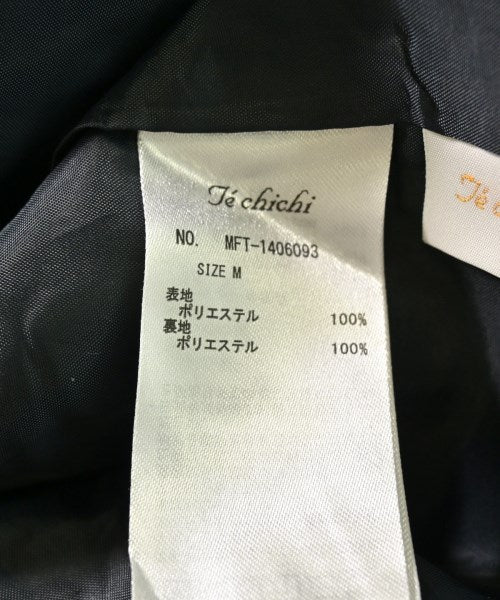 Té chichi
NO. MFT-1406093
SIZE M
表地
ポリエステル 100%
裏地
ポリエステル 100%
Té c